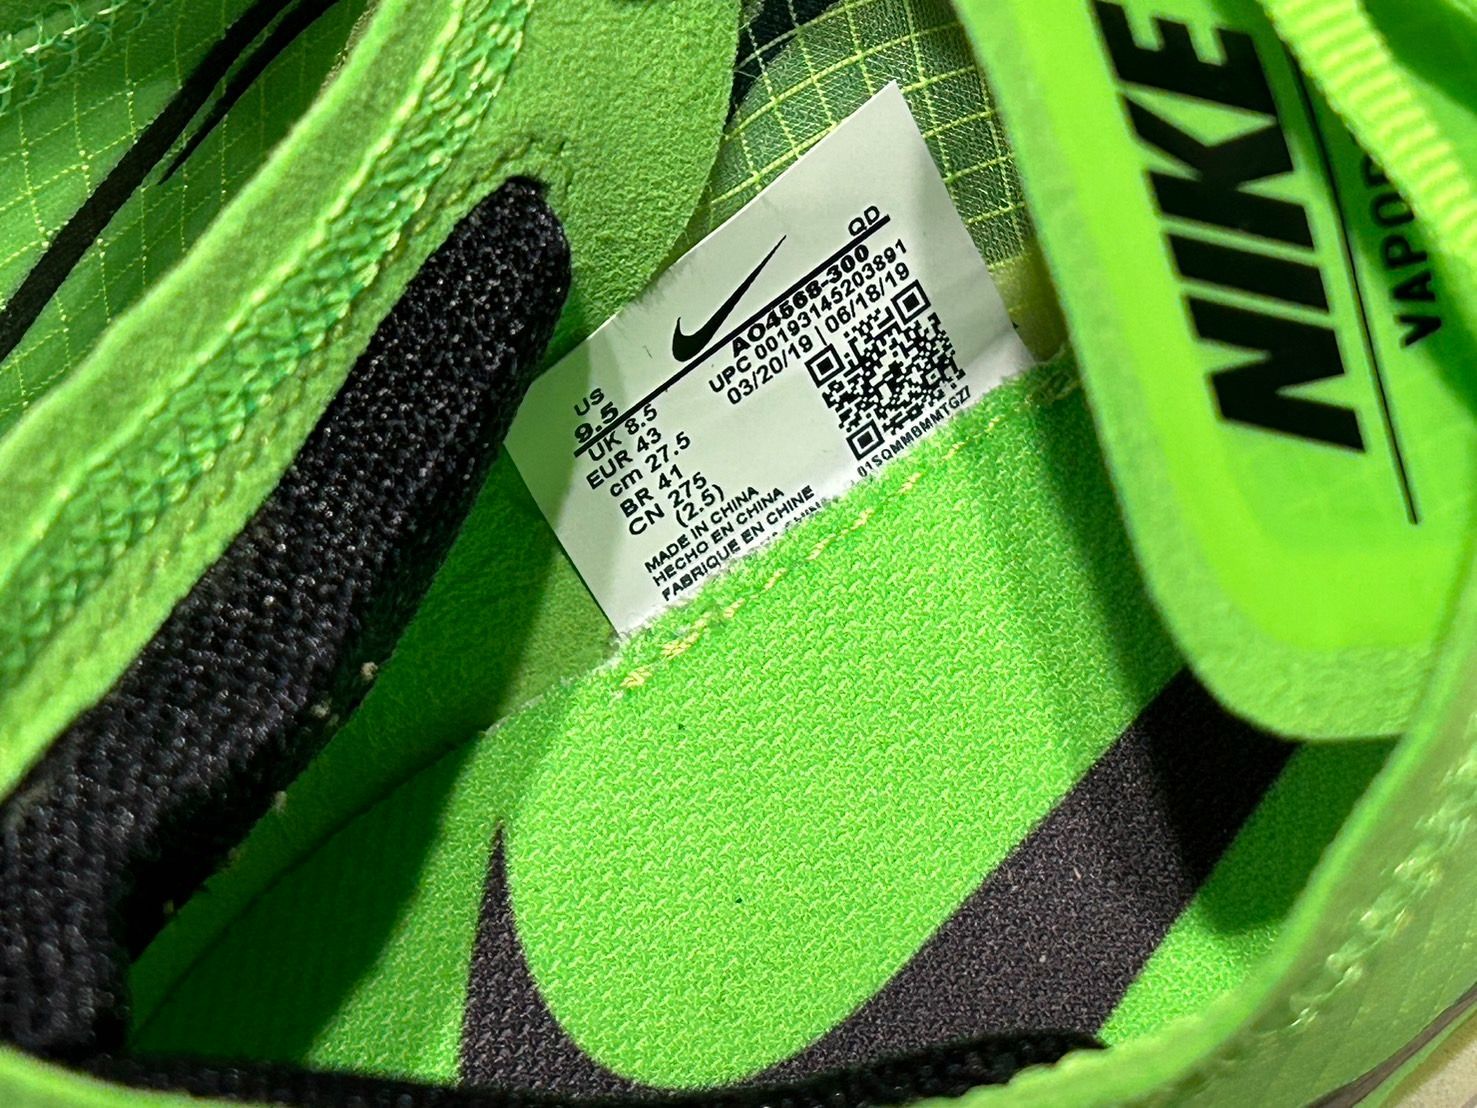 QD
AO4568-300
UPC 00193145203891
03/20/19 | 06/18/19
01SQMMBMMTGZ7
US
9.5
UK 8.5
EUR 43
cm 27.5
BR 41
CN 275
(2.5)
MADE IN CHINA
HECHO EN CHINA
FABRIQUE EN CHINE
NIKE